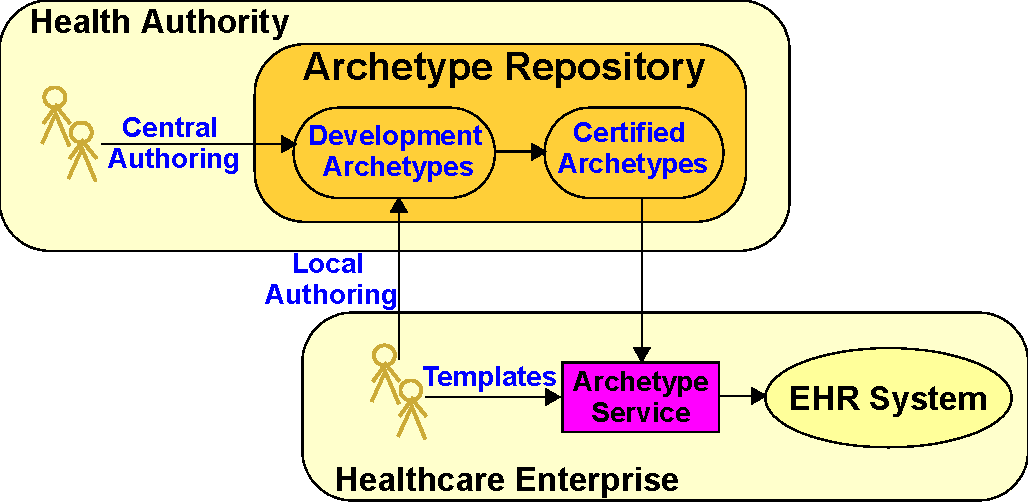 Health Authority
Archetype Repository
Central
Authoring
Development
Archetypes
Certified
Archetypes
Local
Authoring
Templates
Archetype
Service
EHR System
Healthcare Enterprise